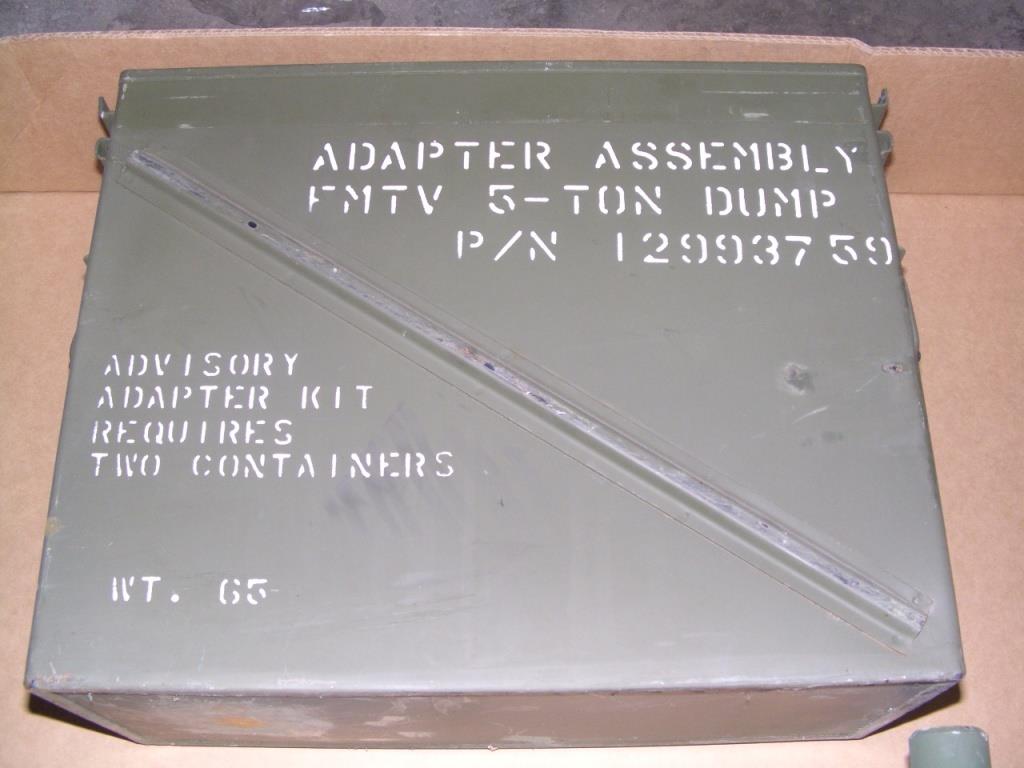 ADAPTER ASSEMBLY
FMTV 5-TON DUMP
P/N 12993759
ADVISORY
ADAPTER KIT
REQUIRES
TWO CONTAINERS
WT. 65